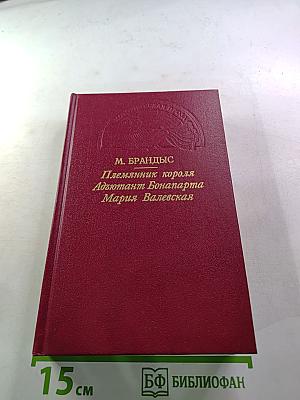 М. БРАНДЫС
Племянник короля
Адъютант Бонапарта
Мария Валевская
15 см
БФ БИБЛИОФАН